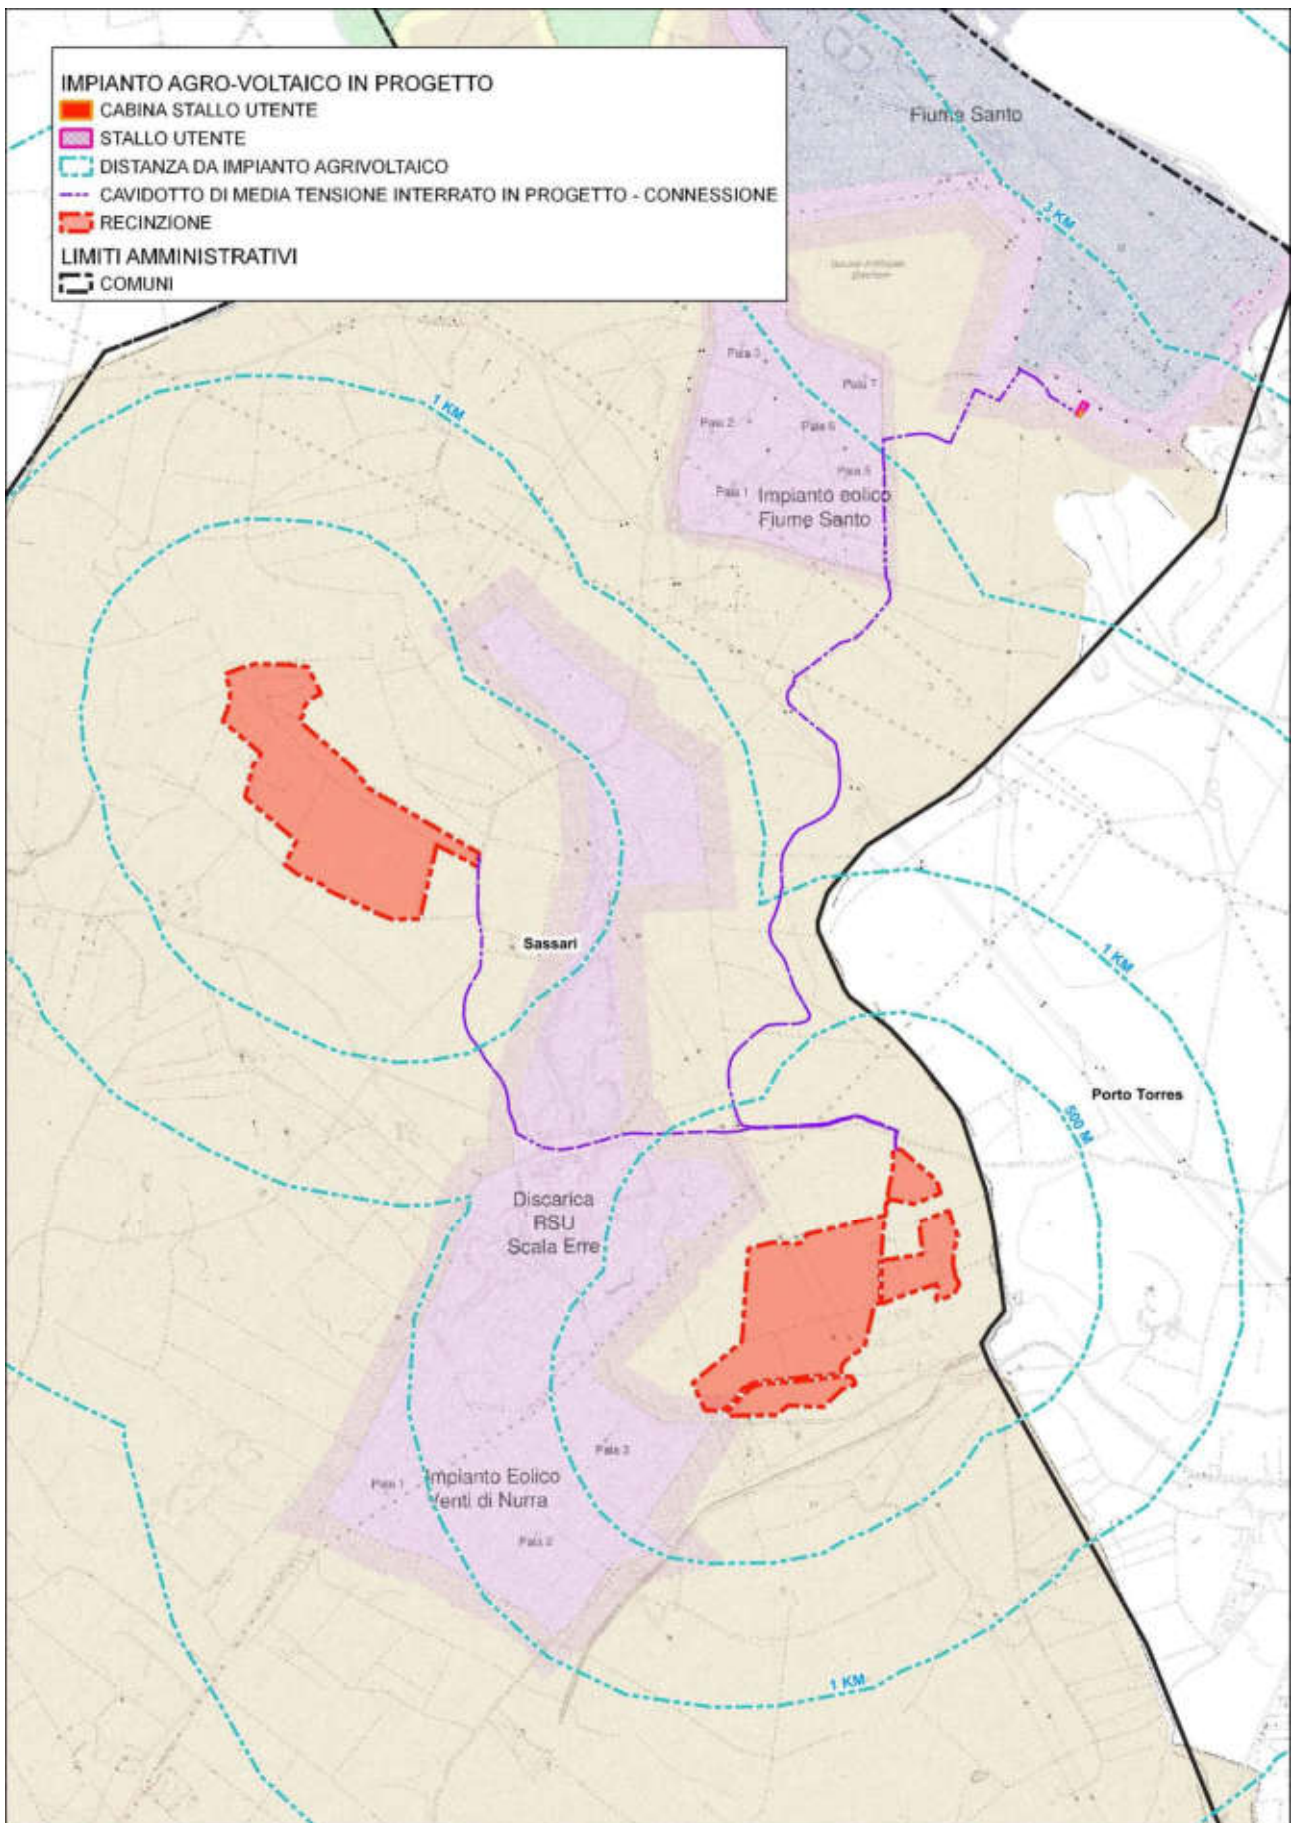 IMPIANTO AGRO-VOLTAICO IN PROGETTO
CABINA STALLO UTENTE
STALLO UTENTE
DISTANZA DA IMPIANTO AGRIVOLTAICO
CAVIDOTTO DI MEDIA TENSIONE INTERRATO IN PROGETTO - CONNESSIONE
RECINZIONE
LIMITI AMMINISTRATIVI
COMUNI
Fiume Santo
3 KM
Pala 3
Pala 7
1 KM
Pala 2
Pala 6
Pala 5
Pala 1
Impianto eolico
Fiume Santo
Sassari
1 KM
Porto Torres
500 M
Discarica
RSU
Scala Erre
Pala 3
Pala 1
Impianto Eolico
Venti di Nurra
Pala 2
1 KM